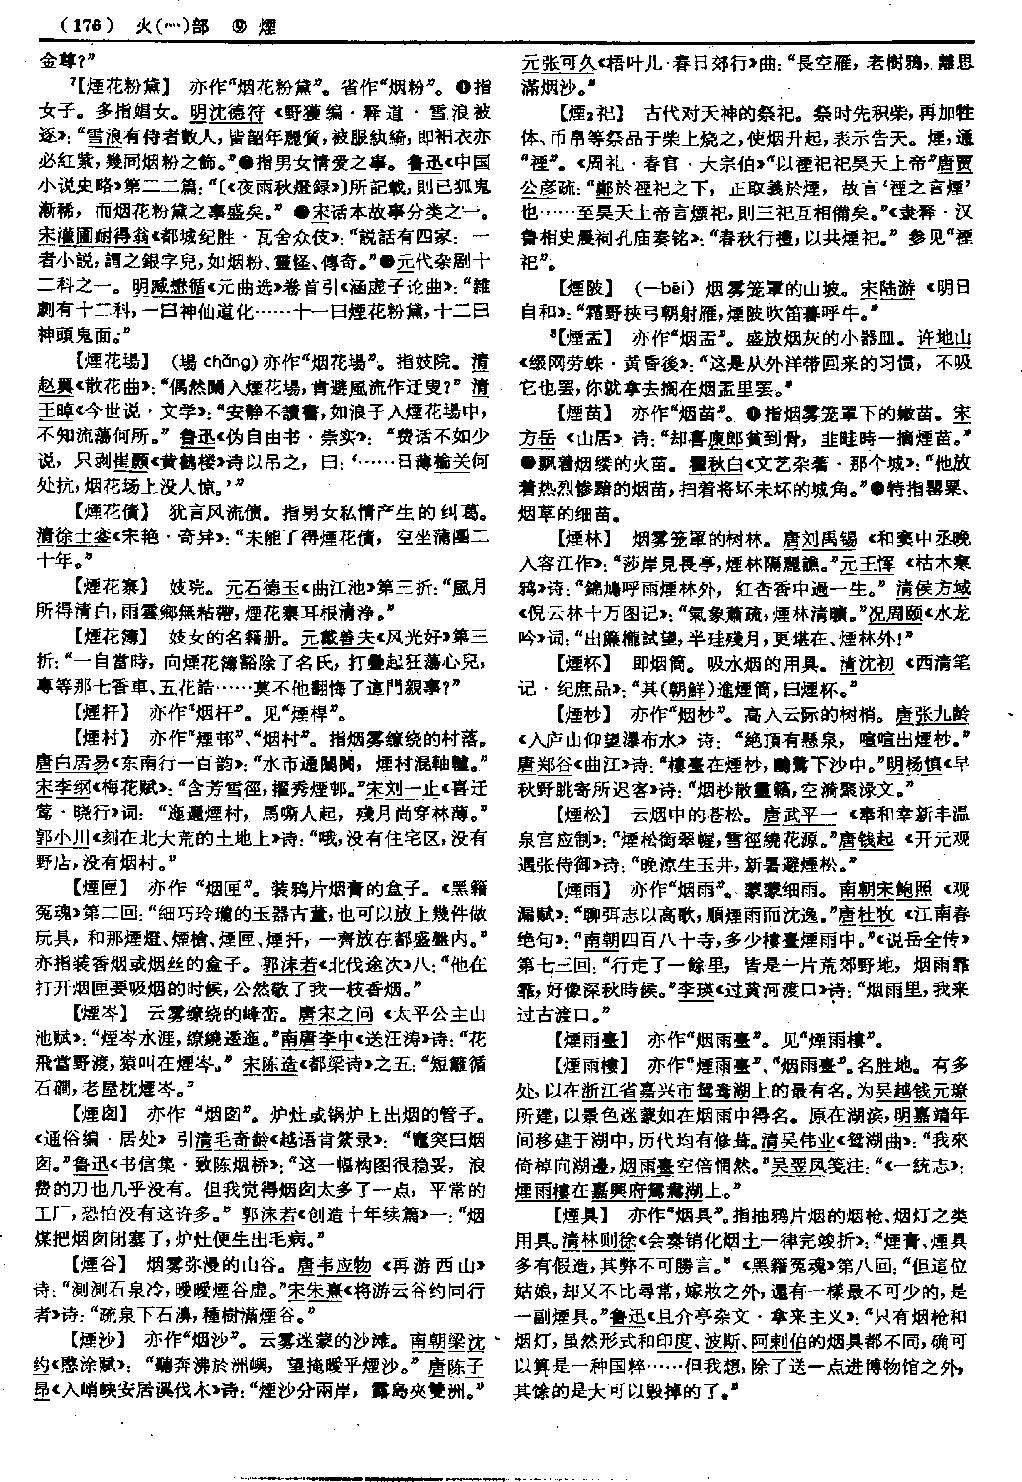 （176） 火(灬)部 ⑨ 煙
金尊？”
7【煙花粉黛】 亦作“烟花粉黛”。省作“烟粉”。❶指
女子。多指娼女。明沈德符《野獲编·释道·雪浪被
逐》：“雪浪有侍者數人，皆韶年麗質，被服紈綺，即衵衣亦
必紅紫，幾同烟粉之飾。”❷指男女情爱之事。鲁迅《中国
小说史略》第二二篇：“〔《夜雨秋燈録》〕所記載，則已狐鬼
漸稀，而烟花粉黛之事盛矣。”❸宋话本故事分类之一。
宋灌圃耐得翁《都城纪胜·瓦舍众伎》：“説話有四家：一
者小説，謂之銀字兒，如烟粉、靈怪、傳奇。”❹元代杂剧十
二科之一。明臧懋循《元曲选》卷首引《涵虚子论曲》：“雜
劇有十二科，一曰神仙道化……十一曰煙花粉黛，十二曰
神頭鬼面。”
【煙花場】 （場 chǎng）亦作“烟花場”。指妓院。清
赵翼《散花曲》：“偶然闌入煙花場，肯避風流作迂叟？”清
王晫《今世说·文学》：“安静不讀書，如浪子入煙花場中，
不知流蕩何所。”鲁迅《伪自由书·崇实》：“费话不如少
说，只剥崔颢《黄鹤楼》诗以吊之，曰：‘……日薄榆关何
处抗，烟花场上没人惊。’”
【煙花債】 犹言风流债。指男女私情产生的纠葛。
清徐士銮《宋艳·奇异》：“未能了得煙花債，空坐蒲團二
十年。”
【煙花寨】 妓院。元石德玉《曲江池》第三折：“風月
所得清白，雨雲鄉無粘帶，煙花寨耳根清净。”
【煙花簿】 妓女的名籍册。元戴善夫《风光好》第三
折：“一自當時，向煙花簿豁除了名氏，打疊起狂蕩心兒，
專等那七香車、五花誥……莫不他翻悔了這門親事？”
【煙杆】 亦作“烟杆”。见“煙桿”。
【煙村】 亦作“煙邨”、“烟村”。指烟雾缭绕的村落。
唐白居易《东南行一百韵》：“水市通闤闠，煙村混軸轤。”
宋李纲《梅花赋》：“含芳雪徑，擢秀煙邨。”宋刘一止《喜迁
莺·晓行》词：“迤邐煙村，馬嘶人起，殘月尚穿林薄。”
郭小川《刻在北大荒的土地上》诗：“哦，没有住宅区，没有
野店，没有烟村。”
【煙匣】 亦作“烟匣”。装鸦片烟膏的盒子。《黑籍
冤魂》第二回：“細巧玲瓏的玉器古董，也可以放上幾件做
玩具，和那煙燈、煙槍、煙匣、煙扦，一齊放在都盛盤内。”
亦指装香烟或烟丝的盒子。郭沫若《北伐途次》八：“他在
打开烟匣要吸烟的时候，公然敬了我一枝香烟。”
【煙岑】 云雾缭绕的峰峦。唐宋之问《太平公主山
池赋》：“煙岑水涯，繚繞逶迤。”南唐李中《送汪涛》诗：“花
飛當野渡，猿叫在煙岑。”宋陈造《都梁诗》之五：“短籬循
石磵，老屋枕煙岑。”
【煙囱】 亦作“烟囱”。炉灶或锅炉上出烟的管子。
《通俗编·居处》引清毛奇龄《越语肯綮录》：“竈突曰烟
囱。”鲁迅《书信集·致陈烟桥》：“这一幅构图很稳妥，浪
费的刀也几乎没有。但我觉得烟囱太多了一点，平常的
工厂，恐怕没有这许多。”郭沫若《创造十年续篇》一：“烟
煤把烟囱闭塞了，炉灶便生出毛病。”
【煙谷】 烟雾弥漫的山谷。唐韦应物《再游西山》
诗：“測測石泉冷，曖曖煙谷虚。”宋朱熹《将游云谷约同行
者》诗：“疏泉下石瀨，種樹滿煙谷。”
【煙沙】 亦作“烟沙”。云雾迷蒙的沙滩。南朝梁沈
约《愍涂赋》：“聽奔沸於洲嶼，望掩曖乎煙沙。”唐陈子
昂《入峭峡安居溪伐木》诗：“煙沙分兩岸，露島夾雙洲。”
元张可久《梧叶儿·春日郊行》曲：“長空雁，老樹鴉，離思
滿烟沙。”
【煙₂祀】 古代对天神的祭祀。祭时先积柴，再加牲
体、币帛等祭品于柴上烧之，使烟升起，表示告天。煙，通
“禋”。《周礼·春官·大宗伯》“以禋祀祀昊天上帝”唐贾
公彦疏：“鄭於禋祀之下，正取義於煙，故言‘禋之言煙’
也……至昊天上帝言煙祀，則三祀互相備矣。”《隶释·汉
鲁相史晨祠孔庙奏铭》：“春秋行禮，以共煙祀。”参见“禋
祀”。
【煙陂】 （—bēi）烟雾笼罩的山坡。宋陆游《明日
自和》：“霜野挾弓朝射雁，煙陂吹笛暮呼牛。”
8【煙盂】 亦作“烟盂”。盛放烟灰的小器皿。许地山
《缀网劳蛛·黄昏後》：“这是从外洋带回来的习惯，不吸
它也罢，你就拿去搁在烟盂里罢。”
【煙苗】 亦作“烟苗”。❶指烟雾笼罩下的嫩苗。宋
方岳《山居》诗：“却喜庾郎貧到骨，韭畦時一摘煙苗。”
❷飘着烟缕的火苗。瞿秋白《文艺杂著·那个城》：“他放
着热烈惨黯的烟苗，扫着将坏未坏的城角。”❸特指罂粟、
烟草的细苗。
【煙林】 烟雾笼罩的树林。唐刘禹锡《和窦中丞晚
入容江作》：“莎岸見長亭，煙林隔麗譙。”元王恽《枯木寒
鸦》诗：“錦鳩呼雨煙林外，紅杏香中過一生。”清侯方域
《倪云林十万图记》：“氣象蕭疏，煙林清曠。”况周颐《水龙
吟》词：“出簾櫳試望，半珪殘月，更堪在、煙林外！”
【煙杯】 即烟筒。吸水烟的用具。清沈初《西清笔
记·纪庶品》：“其（朝鮮）進煙筒，曰煙杯。”
【煙杪】 亦作“烟杪”。高入云际的树梢。唐张九龄
《入庐山仰望瀑布水》诗：“絶頂有懸泉，喧喧出煙杪。”
唐郑谷《曲江》诗：“樓臺在煙杪，鷗鷺下沙中。”明杨慎《早
秋野眺寄所迟客》诗：“烟杪散靈籟，空漪聚渌文。”
【煙松】 云烟中的苍松。唐武平一《奉和幸新丰温
泉宫应制》：“煙松銜翠幄，雪徑繞花源。”唐钱起《开元观
遇张侍御》诗：“晚凉生玉井，新暑避煙松。”
【煙雨】 亦作“烟雨”。蒙蒙细雨。南朝宋鲍照《观
漏赋》：“聊弭志以高歌，順煙雨而沈逸。”唐杜牧《江南春
绝句》：“南朝四百八十寺，多少樓臺煙雨中。”《说岳全传》
第七三回：“行走了一餘里，皆是一片荒郊野地，烟雨霏
霏，好像深秋時候。”李瑛《过黄河渡口》诗：“烟雨里，我来
过古渡口。”
【煙雨臺】 亦作“烟雨臺”。见“煙雨樓”。
【煙雨樓】 亦作“煙雨臺”、“烟雨臺”。名胜地。有多
处，以在浙江省嘉兴市鸳鸯湖上的最有名。为吴越钱元璙
所建，以景色迷蒙如在烟雨中得名。原在湖滨，明嘉靖年
间移建于湖中，历代均有修葺。清吴伟业《鸳湖曲》：“我來
倚棹向湖邊，烟雨臺空倍惘然。”吴翌凤笺注：“《一統志》：
煙雨樓在嘉興府鴛鴦湖上。”
【煙具】 亦作“烟具”。指抽鸦片烟的烟枪、烟灯之类
用具。清林则徐《会奏销化烟土一律完竣折》：“煙膏、煙具
多有假造，其弊不可勝言。”《黑籍冤魂》第八回：“但這位
姑娘，却又不比尋常，嫁妝之外，還有一樣最不可少的，是
一副煙具。”鲁迅《且介亭杂文·拿来主义》：“只有烟枪和
烟灯，虽然形式和印度、波斯、阿剌伯的烟具都不同，确可
以算是一种国粹……但我想，除了送一点进博物馆之外，
其馀的是大可以毁掉的了。”